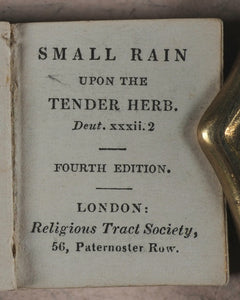 SMALL RAIN
UPON THE
TENDER HERB.
Deut. xxxii. 2
FOURTH EDITION.
LONDON:
Religious Tract Society,
56, Paternoster Row.